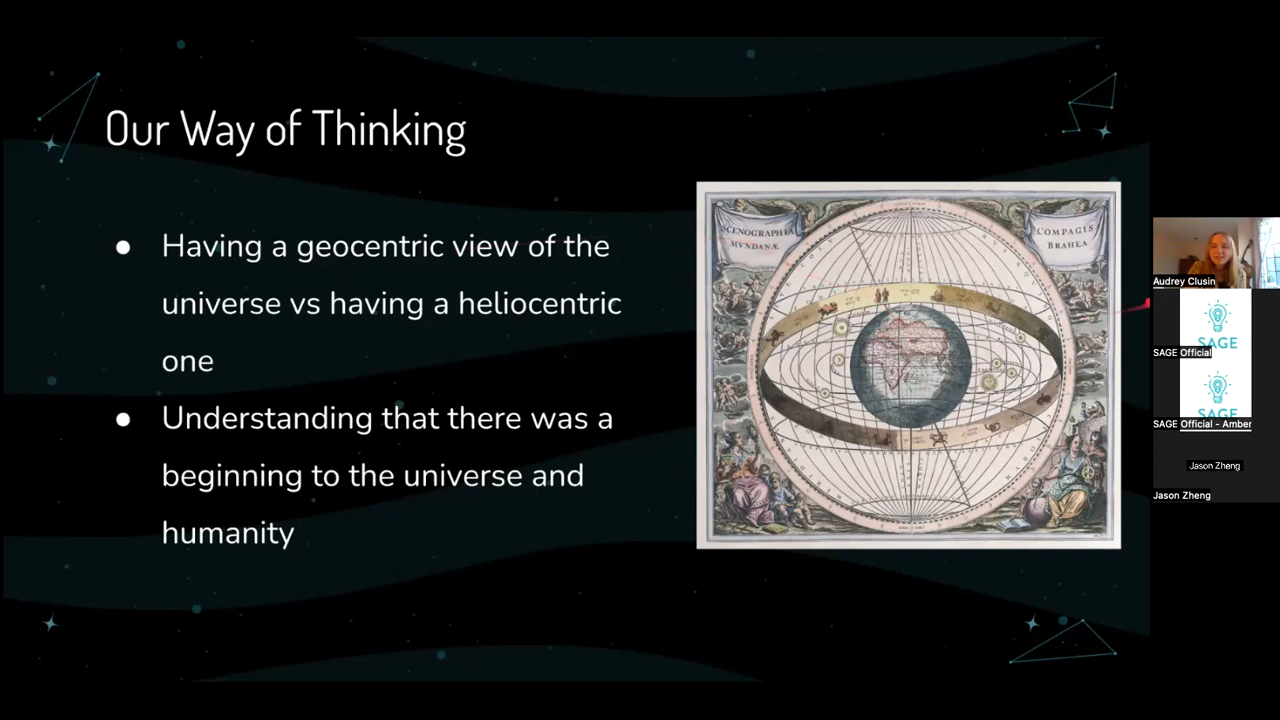 Our Way of Thinking
● Having a geocentric view of the
universe vs having a heliocentric
one
● Understanding that there was a
beginning to the universe and
humanity
SCENOGRAPHIA
MVNDANÆ
COMPAGIS
BRAHEA
Audrey Clusin
SAGE
SAGE Official
SAGE
SAGE Official - Amber
Jason Zheng
Jason Zheng